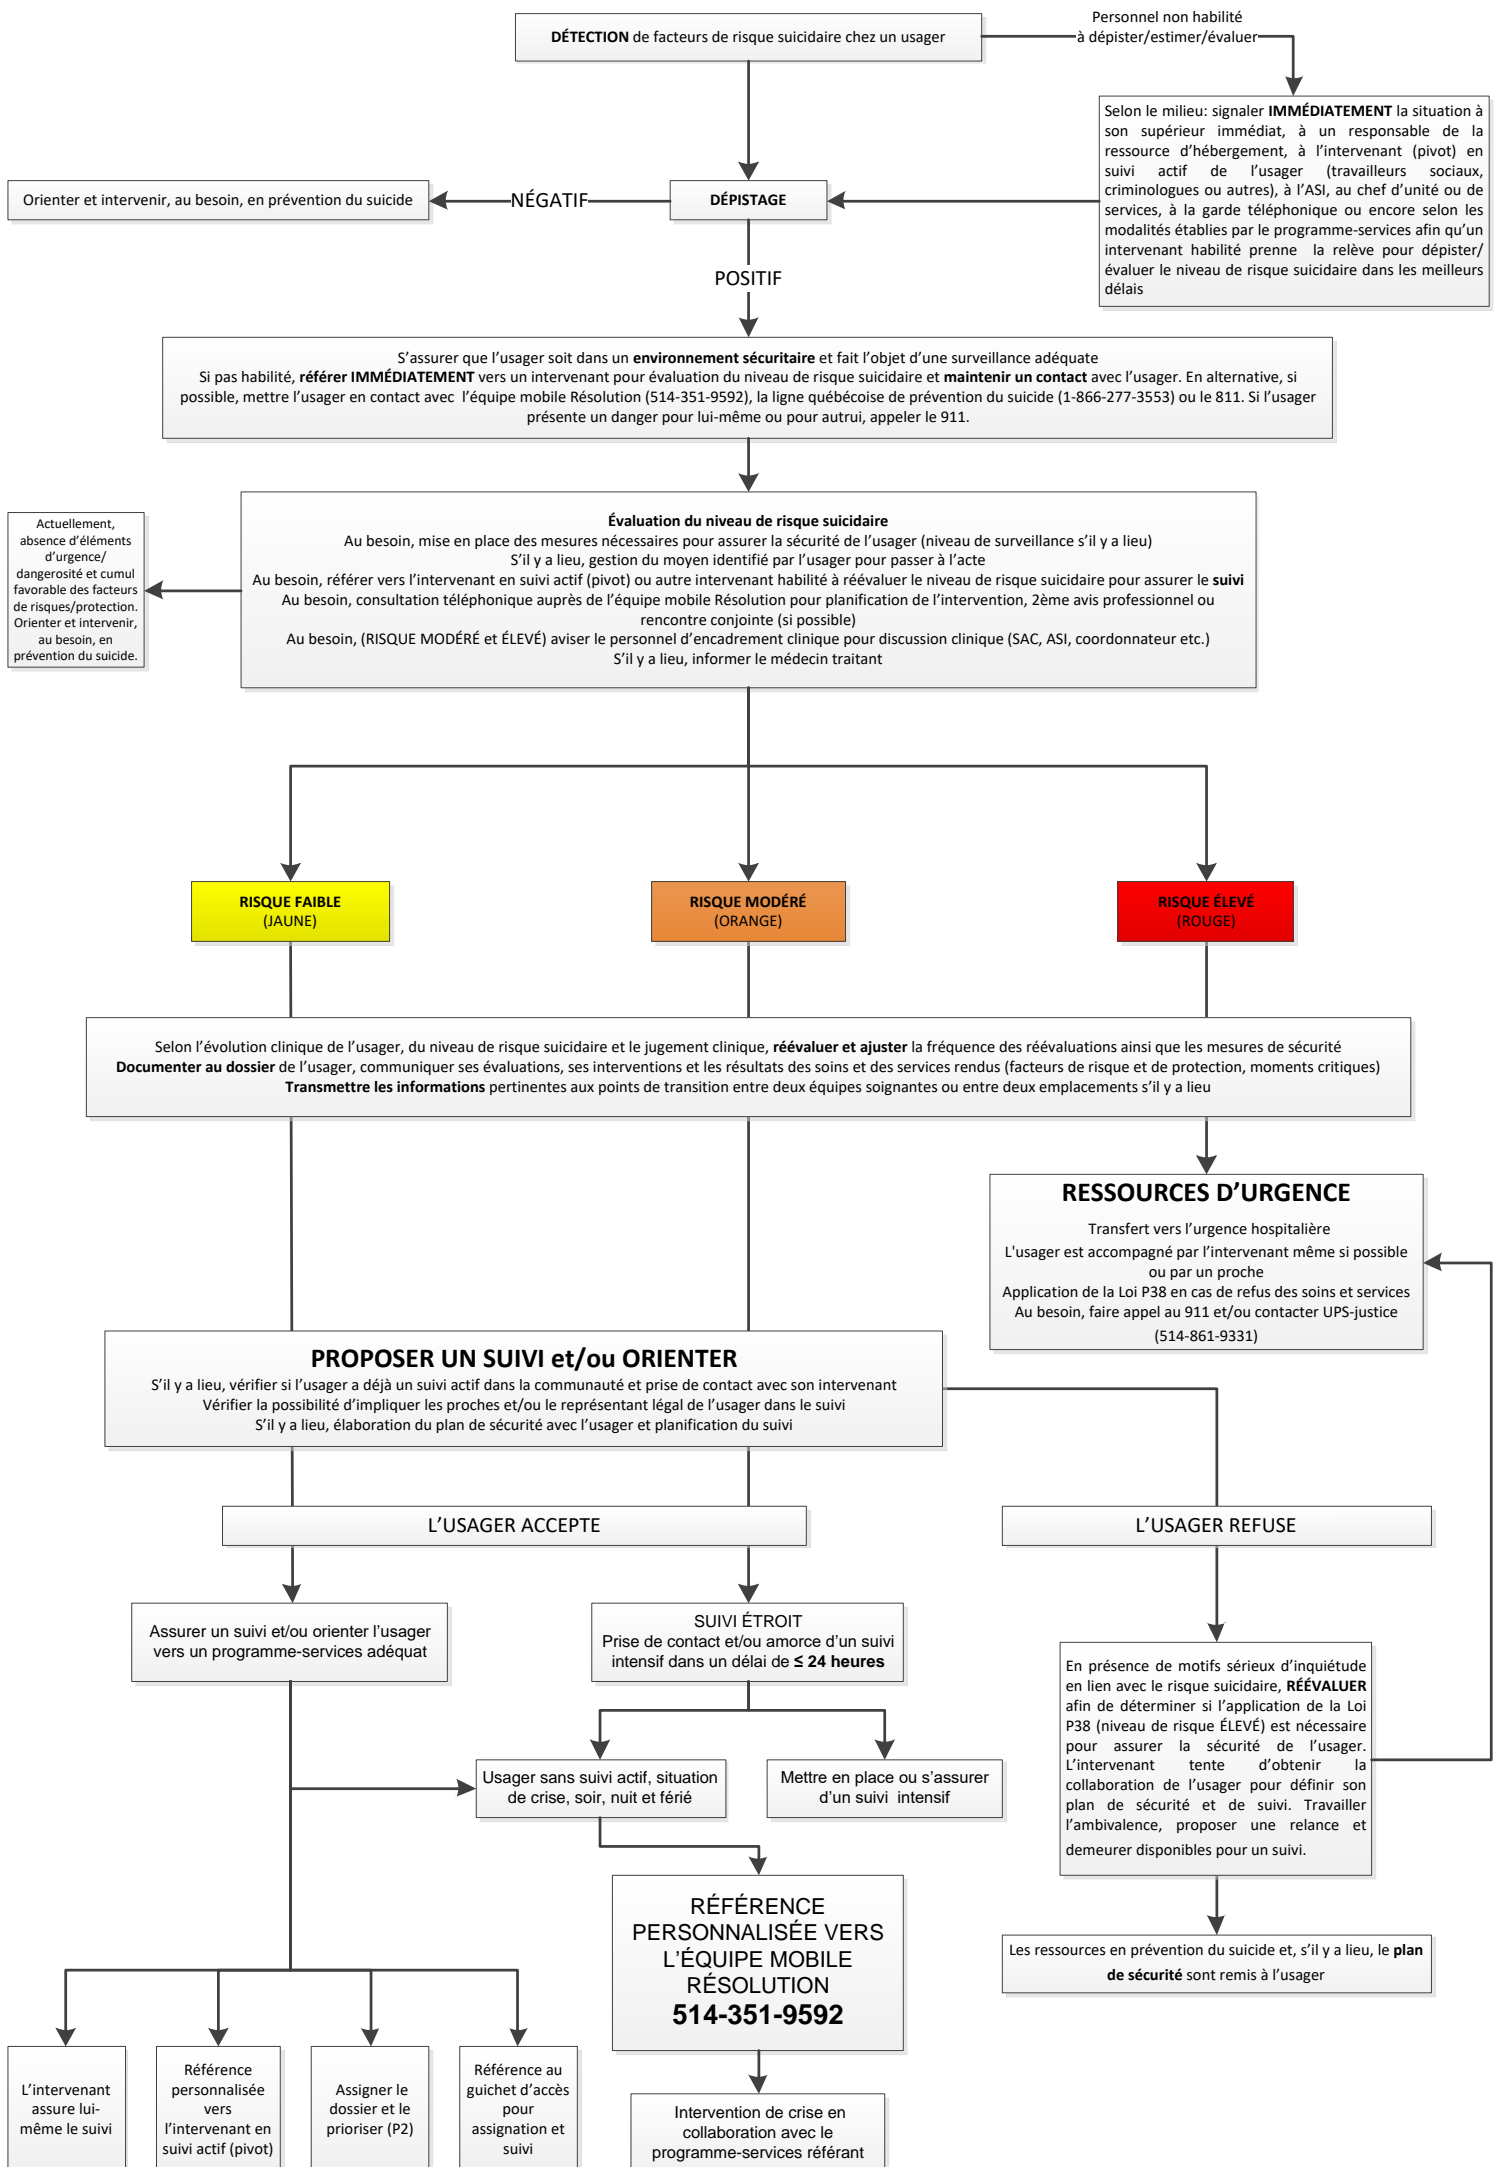 DÉTECTION de facteurs de risque suicidaire chez un usager
Personnel non habilité
à dépister/estimer/évaluer
Selon le milieu: signaler IMMÉDIATEMENT la situation à
son supérieur immédiat, à un responsable de la
ressource d’hébergement, à l’intervenant (pivot) en
suivi actif de l’usager (travailleurs sociaux,
criminologues ou autres), à l’ASI, au chef d’unité ou de
services, à la garde téléphonique ou encore selon les
modalités établies par le programme-services afin qu’un
intervenant habilité prenne la relève pour dépister/
évaluer le niveau de risque suicidaire dans les meilleurs
délais
DÉPISTAGE
NÉGATIF
Orienter et intervenir, au besoin, en prévention du suicide
POSITIF
S’assurer que l’usager soit dans un environnement sécuritaire et fait l’objet d’une surveillance adéquate
Si pas habilité, référer IMMÉDIATEMENT vers un intervenant pour évaluation du niveau de risque suicidaire et maintenir un contact avec l’usager. En alternative, si
possible, mettre l’usager en contact avec l’équipe mobile Résolution (514-351-9592), la ligne québécoise de prévention du suicide (1-866-277-3553) ou le 811. Si l’usager
présente un danger pour lui-même ou pour autrui, appeler le 911.
Évaluation du niveau de risque suicidaire
Au besoin, mise en place des mesures nécessaires pour assurer la sécurité de l’usager (niveau de surveillance s’il y a lieu)
S’il y a lieu, gestion du moyen identifié par l’usager pour passer à l’acte
Au besoin, référer vers l’intervenant en suivi actif (pivot) ou autre intervenant habilité à réévaluer le niveau de risque suicidaire pour assurer le suivi
Au besoin, consultation téléphonique auprès de l’équipe mobile Résolution pour planification de l’intervention, 2ème avis professionnel ou
rencontre conjointe (si possible)
Au besoin, (RISQUE MODÉRÉ et ÉLEVÉ) aviser le personnel d’encadrement clinique pour discussion clinique (SAC, ASI, coordonnateur etc.)
S’il y a lieu, informer le médecin traitant
Actuellement,
absence d’éléments
d’urgence/
dangerosité et cumul
favorable des facteurs
de risques/protection.
Orienter et intervenir,
au besoin, en
prévention du suicide.
RISQUE FAIBLE
(JAUNE)
RISQUE MODÉRÉ
(ORANGE)
RISQUE ÉLEVÉ
(ROUGE)
Selon l’évolution clinique de l’usager, du niveau de risque suicidaire et le jugement clinique, réévaluer et ajuster la fréquence des réévaluations ainsi que les mesures de sécurité
Documenter au dossier de l’usager, communiquer ses évaluations, ses interventions et les résultats des soins et des services rendus (facteurs de risque et de protection, moments critiques)
Transmettre les informations pertinentes aux points de transition entre deux équipes soignantes ou entre deux emplacements s’il y a lieu
RESSOURCES D’URGENCE
Transfert vers l’urgence hospitalière
L'usager est accompagné par l’intervenant même si possible
ou par un proche
Application de la Loi P38 en cas de refus des soins et services
Au besoin, faire appel au 911 et/ou contacter UPS-justice
(514-861-9331)
PROPOSER UN SUIVI et/ou ORIENTER
S’il y a lieu, vérifier si l’usager a déjà un suivi actif dans la communauté et prise de contact avec son intervenant
Vérifier la possibilité d’impliquer les proches et/ou le représentant légal de l’usager dans le suivi
S’il y a lieu, élaboration du plan de sécurité avec l’usager et planification du suivi
L’USAGER ACCEPTE
L’USAGER REFUSE
Assurer un suivi et/ou orienter l’usager
vers un programme-services adéquat
SUIVI ÉTROIT
Prise de contact et/ou amorce d’un suivi
intensif dans un délai de ≤ 24 heures
Usager sans suivi actif, situation
de crise, soir, nuit et férié
Mettre en place ou s’assurer
d’un suivi intensif
En présence de motifs sérieux d’inquiétude
en lien avec le risque suicidaire, RÉÉVALUER
afin de déterminer si l’application de la Loi
P38 (niveau de risque ÉLEVÉ) est nécessaire
pour assurer la sécurité de l’usager.
L’intervenant tente d’obtenir la
collaboration de l’usager pour définir son
plan de sécurité et de suivi. Travailler
l’ambivalence, proposer une relance et
demeurer disponibles pour un suivi.
RÉFÉRENCE
PERSONNALISÉE VERS
L’ÉQUIPE MOBILE
RÉSOLUTION
514-351-9592
Les ressources en prévention du suicide et, s’il y a lieu, le plan
de sécurité sont remis à l’usager
L’intervenant
assure lui-
même le suivi
Référence
personnalisée
vers
l’intervenant en
suivi actif (pivot)
Assigner le
dossier et le
prioriser (P2)
Référence au
guichet d’accès
pour
assignation et
suivi
Intervention de crise en
collaboration avec le
programme-services référant